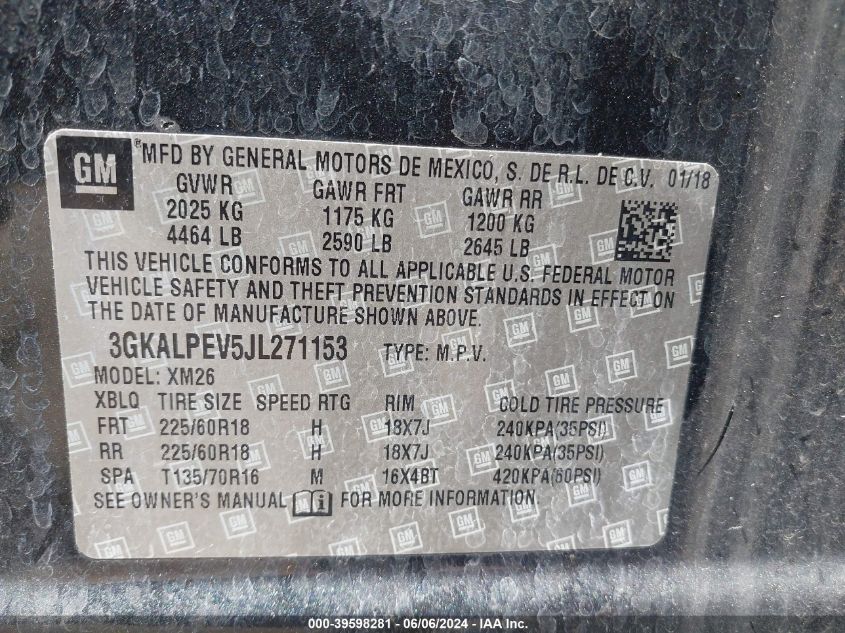 GM ® MFD BY GENERAL MOTORS DE MEXICO, S. DE R.L. DE C.V. 01/18
GVWR GAWR FRT GAWR RR
2025 KG 1175 KG 1200 KG
4464 LB 2590 LB 2645 LB
THIS VEHICLE CONFORMS TO ALL APPLICABLE U.S. FEDERAL MOTOR
VEHICLE SAFETY AND THEFT PREVENTION STANDARDS IN EFFECT ON
THE DATE OF MANUFACTURE SHOWN ABOVE.
3GKALPEV5JL271153 TYPE: M.P.V.
MODEL: XM26
XBLQ TIRE SIZE SPEED RTG RIM COLD TIRE PRESSURE
FRT 225/60R18 H 18X7J 240KPA(35PSI)
RR 225/60R18 H 18X7J 240KPA(35PSI)
SPA T135/70R16 M 16X4BT 420KPA(60PSI)
SEE OWNER'S MANUAL i FOR MORE INFORMATION.
000-39598281 - 06/06/2024 - IAA Inc.